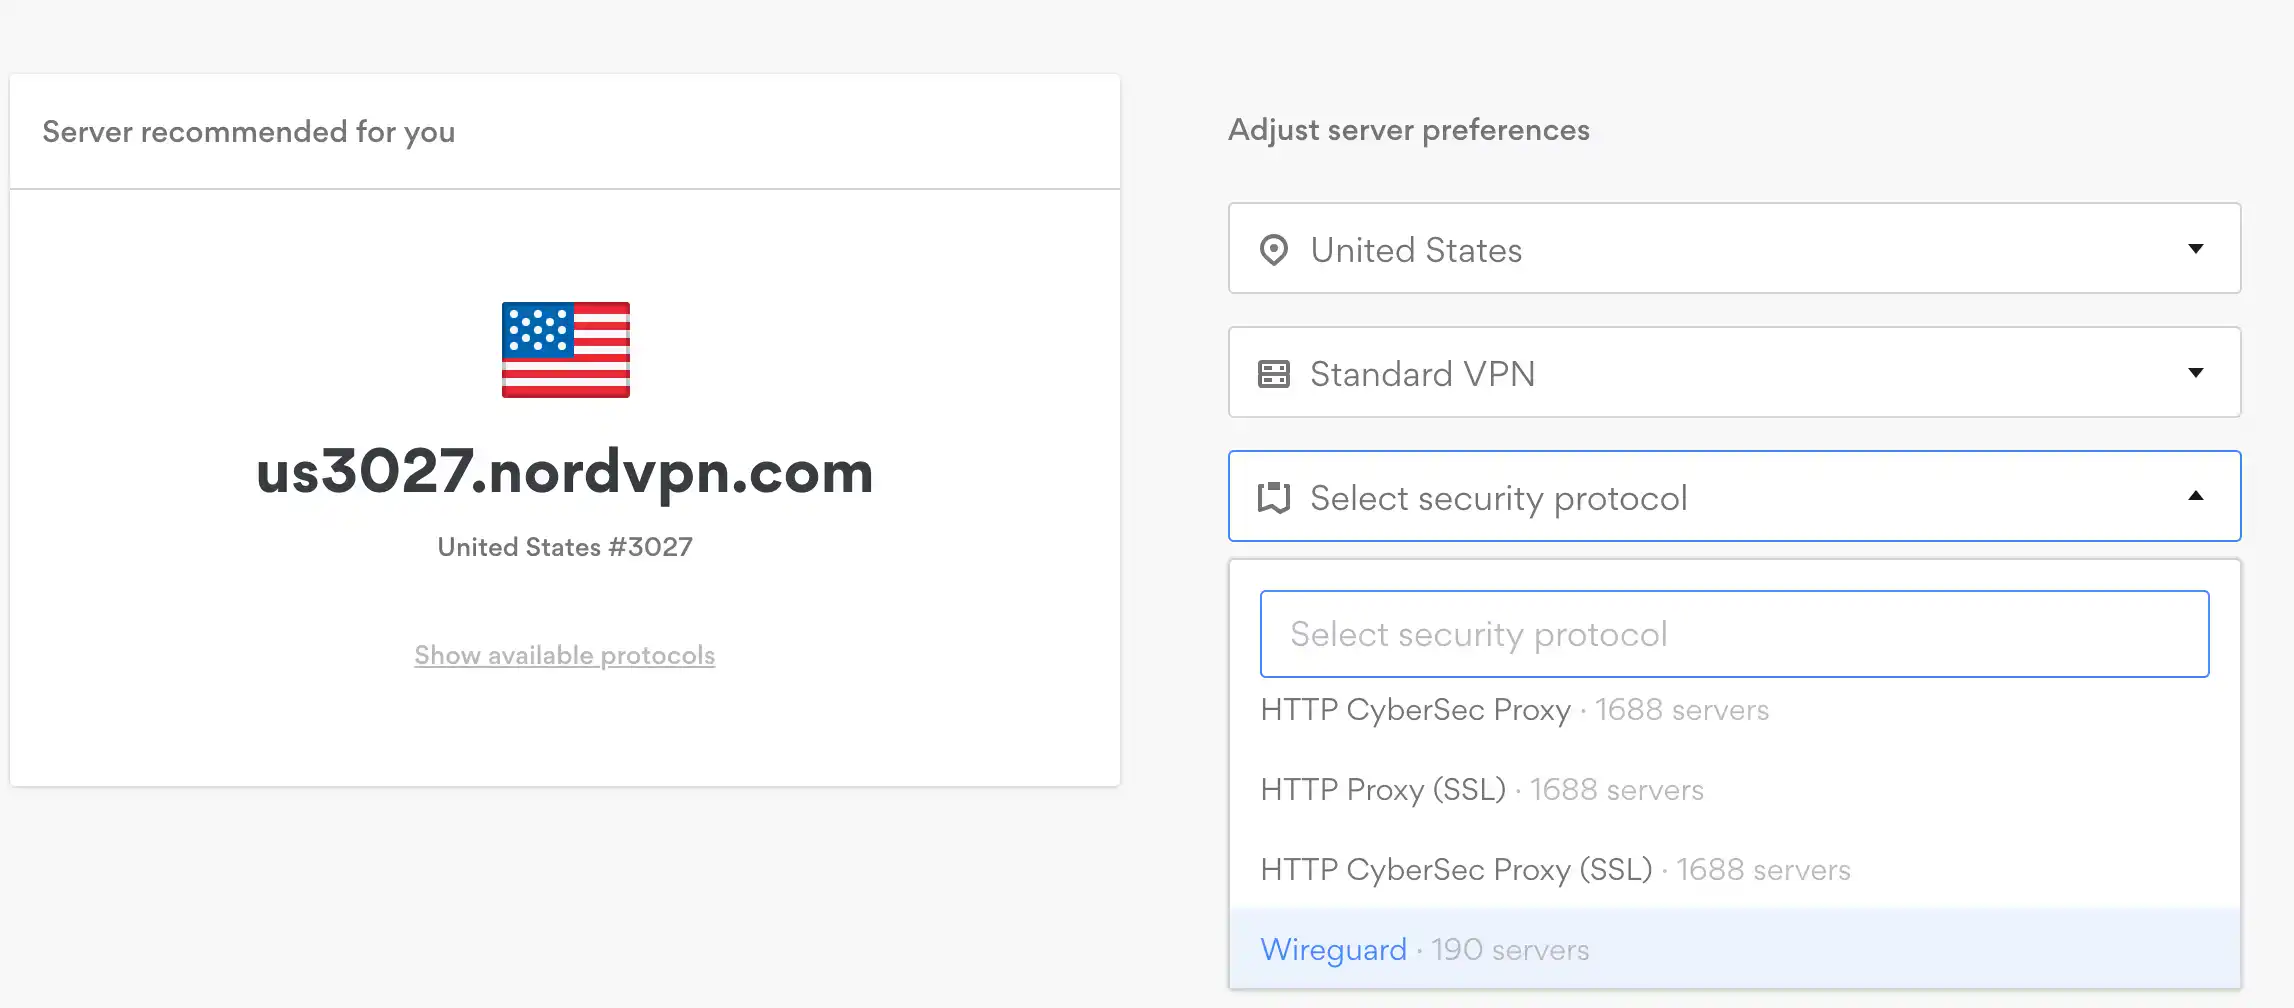 Server recommended for you
us3027.nordvpn.com
United States #3027
Show available protocols
Adjust server preferences
United States
Standard VPN
Select security protocol
Select security protocol
HTTP CyberSec Proxy · 1688 servers
HTTP Proxy (SSL) · 1688 servers
HTTP CyberSec Proxy (SSL) · 1688 servers
Wireguard · 190 servers